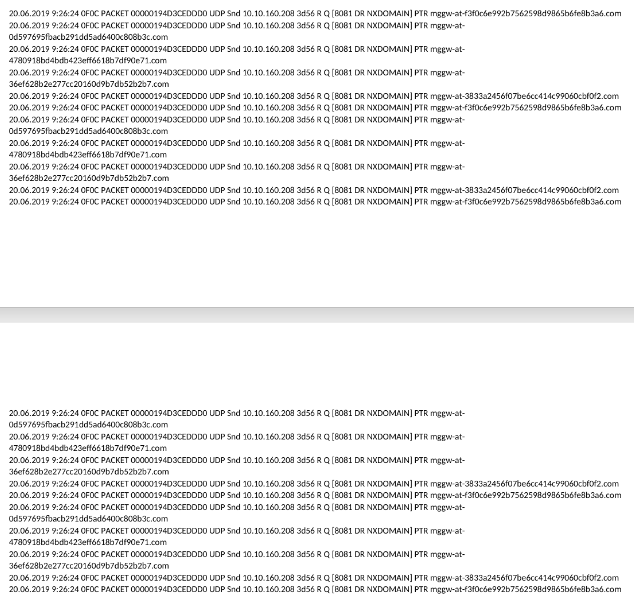 20.06.2019 9:26:24 0F0C PACKET 00000194D3CEDDD0 UDP Snd 10.10.160.208 3d56 R Q [8081 DR NXDOMAIN] PTR mggw-at-f3f0c6e992b7562598d9865b6fe8b3a6.com
20.06.2019 9:26:24 0F0C PACKET 00000194D3CEDDD0 UDP Snd 10.10.160.208 3d56 R Q [8081 DR NXDOMAIN] PTR mggw-at-
0d597695fbacb291dd5ad6400c808b3c.com
20.06.2019 9:26:24 0F0C PACKET 00000194D3CEDDD0 UDP Snd 10.10.160.208 3d56 R Q [8081 DR NXDOMAIN] PTR mggw-at-
4780918bd4bdb423eff6618b7df90e71.com
20.06.2019 9:26:24 0F0C PACKET 00000194D3CEDDD0 UDP Snd 10.10.160.208 3d56 R Q [8081 DR NXDOMAIN] PTR mggw-at-
36ef628b2e277cc20160d9b7db52b2b7.com
20.06.2019 9:26:24 0F0C PACKET 00000194D3CEDDD0 UDP Snd 10.10.160.208 3d56 R Q [8081 DR NXDOMAIN] PTR mggw-at-3833a2456f07be6cc414c99060cbf0f2.com
20.06.2019 9:26:24 0F0C PACKET 00000194D3CEDDD0 UDP Snd 10.10.160.208 3d56 R Q [8081 DR NXDOMAIN] PTR mggw-at-f3f0c6e992b7562598d9865b6fe8b3a6.com
20.06.2019 9:26:24 0F0C PACKET 00000194D3CEDDD0 UDP Snd 10.10.160.208 3d56 R Q [8081 DR NXDOMAIN] PTR mggw-at-
0d597695fbacb291dd5ad6400c808b3c.com
20.06.2019 9:26:24 0F0C PACKET 00000194D3CEDDD0 UDP Snd 10.10.160.208 3d56 R Q [8081 DR NXDOMAIN] PTR mggw-at-
4780918bd4bdb423eff6618b7df90e71.com
20.06.2019 9:26:24 0F0C PACKET 00000194D3CEDDD0 UDP Snd 10.10.160.208 3d56 R Q [8081 DR NXDOMAIN] PTR mggw-at-
36ef628b2e277cc20160d9b7db52b2b7.com
20.06.2019 9:26:24 0F0C PACKET 00000194D3CEDDD0 UDP Snd 10.10.160.208 3d56 R Q [8081 DR NXDOMAIN] PTR mggw-at-3833a2456f07be6cc414c99060cbf0f2.com
20.06.2019 9:26:24 0F0C PACKET 00000194D3CEDDD0 UDP Snd 10.10.160.208 3d56 R Q [8081 DR NXDOMAIN] PTR mggw-at-f3f0c6e992b7562598d9865b6fe8b3a6.com
20.06.2019 9:26:24 0F0C PACKET 00000194D3CEDDD0 UDP Snd 10.10.160.208 3d56 R Q [8081 DR NXDOMAIN] PTR mggw-at-
0d597695fbacb291dd5ad6400c808b3c.com
20.06.2019 9:26:24 0F0C PACKET 00000194D3CEDDD0 UDP Snd 10.10.160.208 3d56 R Q [8081 DR NXDOMAIN] PTR mggw-at-
4780918bd4bdb423eff6618b7df90e71.com
20.06.2019 9:26:24 0F0C PACKET 00000194D3CEDDD0 UDP Snd 10.10.160.208 3d56 R Q [8081 DR NXDOMAIN] PTR mggw-at-
36ef628b2e277cc20160d9b7db52b2b7.com
20.06.2019 9:26:24 0F0C PACKET 00000194D3CEDDD0 UDP Snd 10.10.160.208 3d56 R Q [8081 DR NXDOMAIN] PTR mggw-at-3833a2456f07be6cc414c99060cbf0f2.com
20.06.2019 9:26:24 0F0C PACKET 00000194D3CEDDD0 UDP Snd 10.10.160.208 3d56 R Q [8081 DR NXDOMAIN] PTR mggw-at-f3f0c6e992b7562598d9865b6fe8b3a6.com
20.06.2019 9:26:24 0F0C PACKET 00000194D3CEDDD0 UDP Snd 10.10.160.208 3d56 R Q [8081 DR NXDOMAIN] PTR mggw-at-
0d597695fbacb291dd5ad6400c808b3c.com
20.06.2019 9:26:24 0F0C PACKET 00000194D3CEDDD0 UDP Snd 10.10.160.208 3d56 R Q [8081 DR NXDOMAIN] PTR mggw-at-
4780918bd4bdb423eff6618b7df90e71.com
20.06.2019 9:26:24 0F0C PACKET 00000194D3CEDDD0 UDP Snd 10.10.160.208 3d56 R Q [8081 DR NXDOMAIN] PTR mggw-at-
36ef628b2e277cc20160d9b7db52b2b7.com
20.06.2019 9:26:24 0F0C PACKET 00000194D3CEDDD0 UDP Snd 10.10.160.208 3d56 R Q [8081 DR NXDOMAIN] PTR mggw-at-3833a2456f07be6cc414c99060cbf0f2.com
20.06.2019 9:26:24 0F0C PACKET 00000194D3CEDDD0 UDP Snd 10.10.160.208 3d56 R Q [8081 DR NXDOMAIN] PTR mggw-at-f3f0c6e992b7562598d9865b6fe8b3a6.com